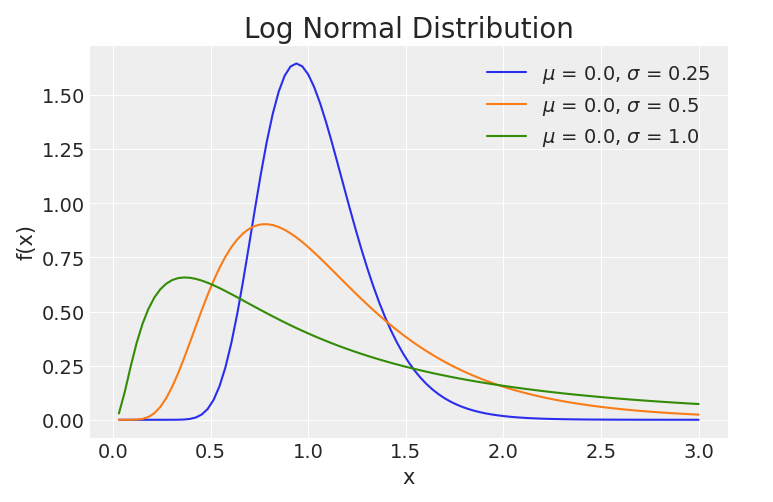 Log Normal Distribution
μ = 0.0, σ = 0.25
μ = 0.0, σ = 0.5
μ = 0.0, σ = 1.0
f(x)
1.50
1.25
1.00
0.75
0.50
0.25
0.00
0.0 0.5 1.0 1.5 2.0 2.5 3.0
x